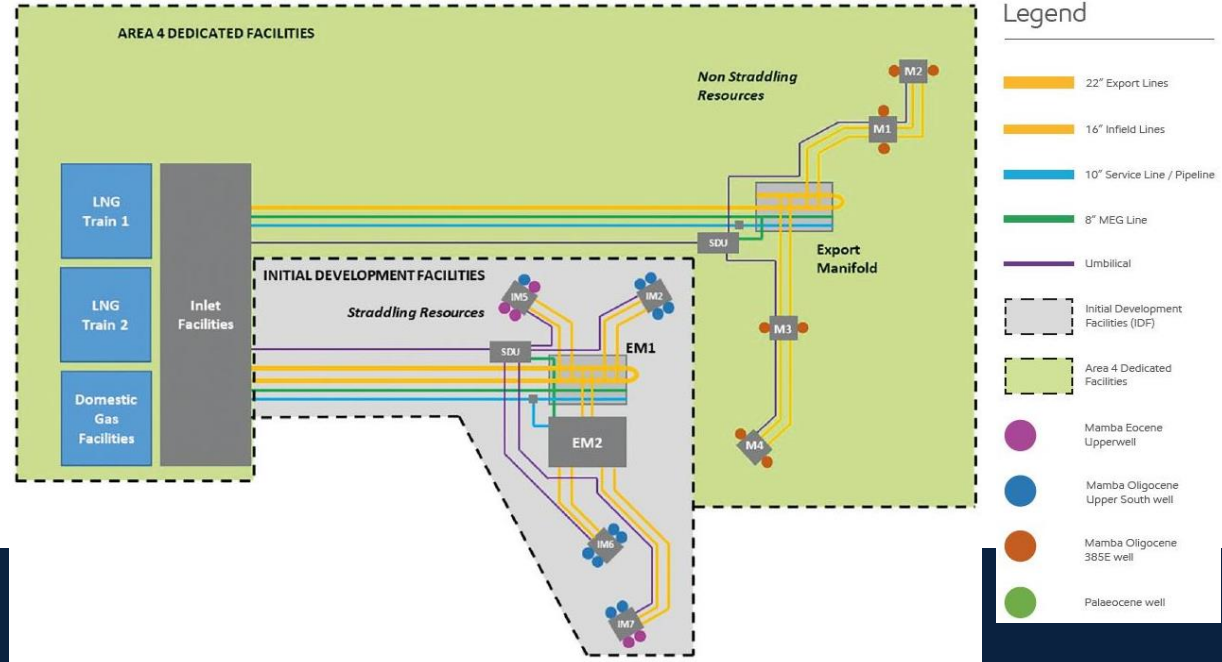 AREA 4 DEDICATED FACILITIES
Non Straddling
Resources
M2
M1
LNG
Train 1
LNG
Train 2
Domestic
Gas
Facilities
Inlet
Facilities
SDU
Export
Manifold
M3
M4
INITIAL DEVELOPMENT FACILITIES
Straddling Resources
IM5
IM2
SDU
EM1
EM2
IM6
IM7
Legend
22" Export Lines
16" Infield Lines
10" Service Line / Pipeline
8" MEG Line
Umbilical
Initial Development
Facilities (IDF)
Area 4 Dedicated
Facilities
Mamba Eocene
Upperwell
Mamba Oligocene
Upper South well
Mamba Oligocene
385E well
Palaeocene well